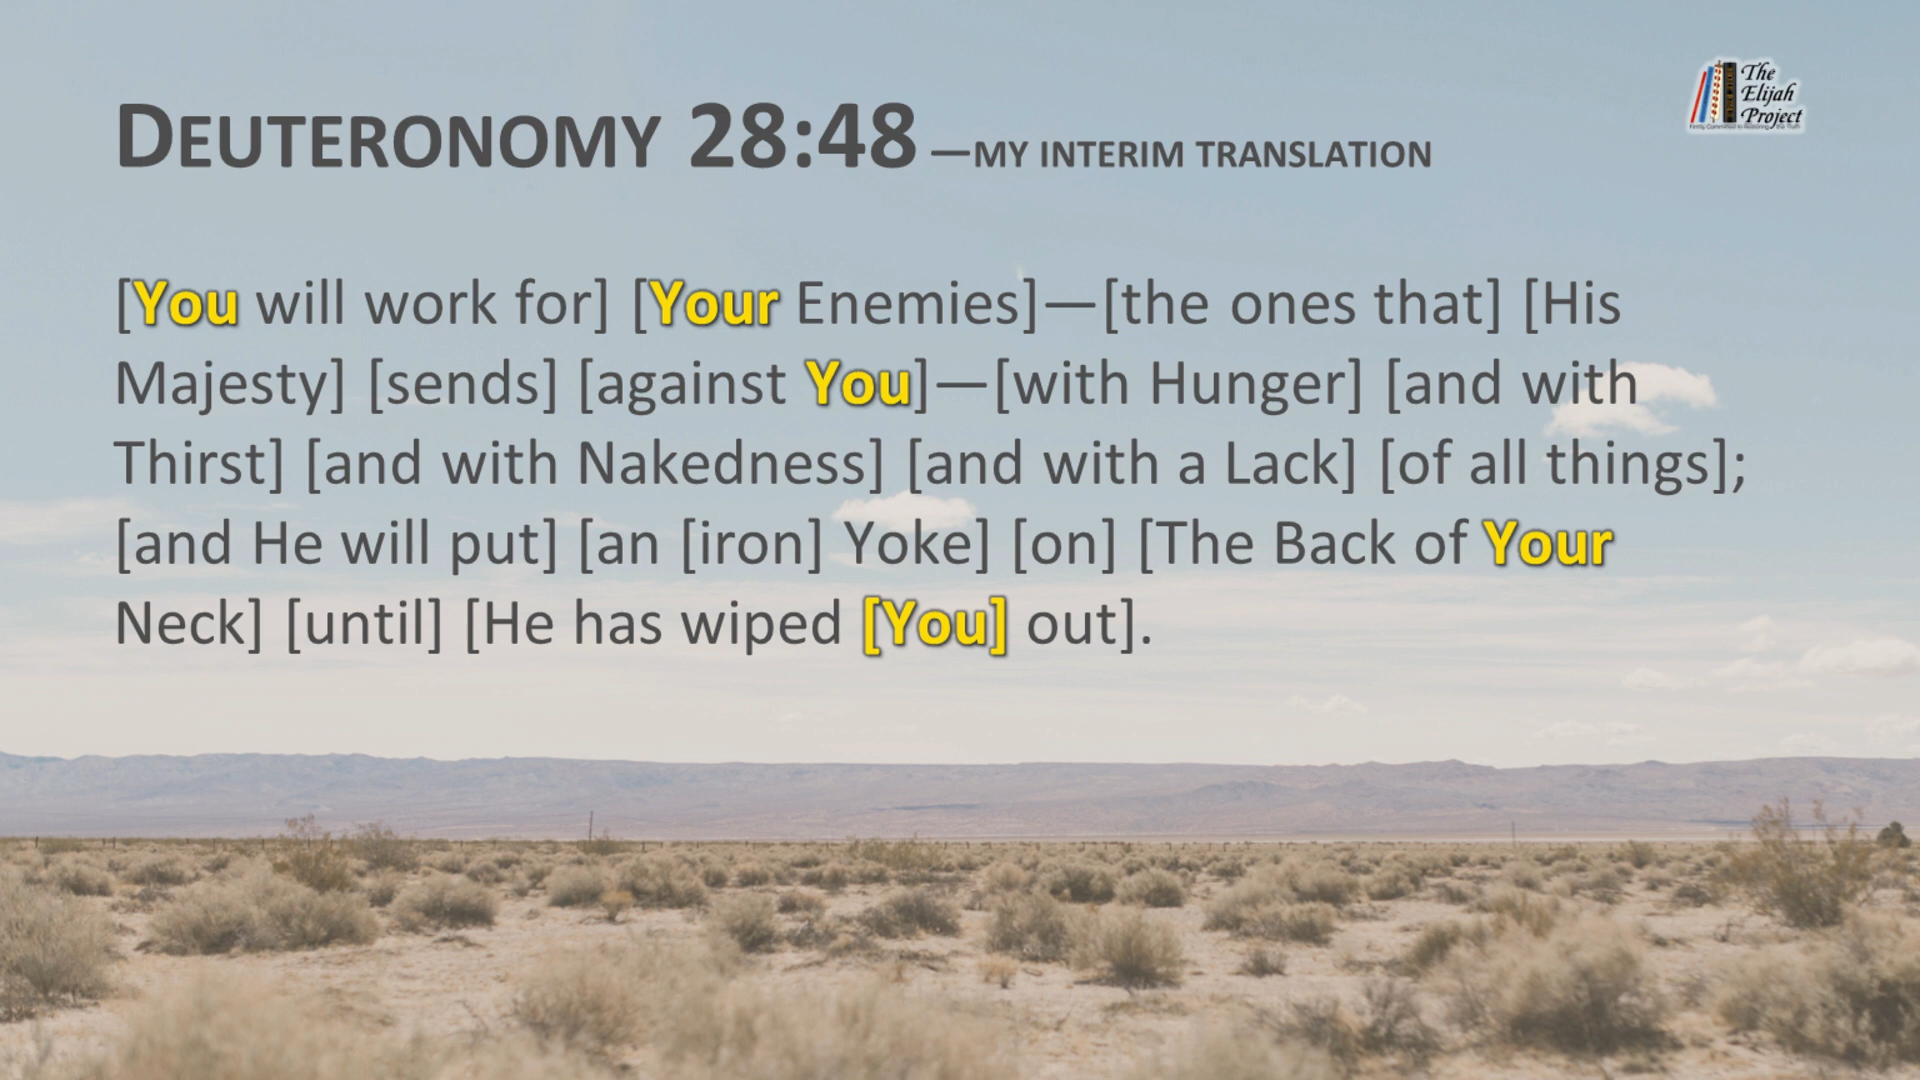 DEUTERONOMY 28:48 —MY INTERIM TRANSLATION
The
Elijah
Project
[You will work for] [Your Enemies]—[the ones that] [His
Majesty] [sends] [against You]—[with Hunger] [and with
Thirst] [and with Nakedness] [and with a Lack] [of all things];
[and He will put] [an [iron] Yoke] [on] [The Back of Your
Neck] [until] [He has wiped [You] out].